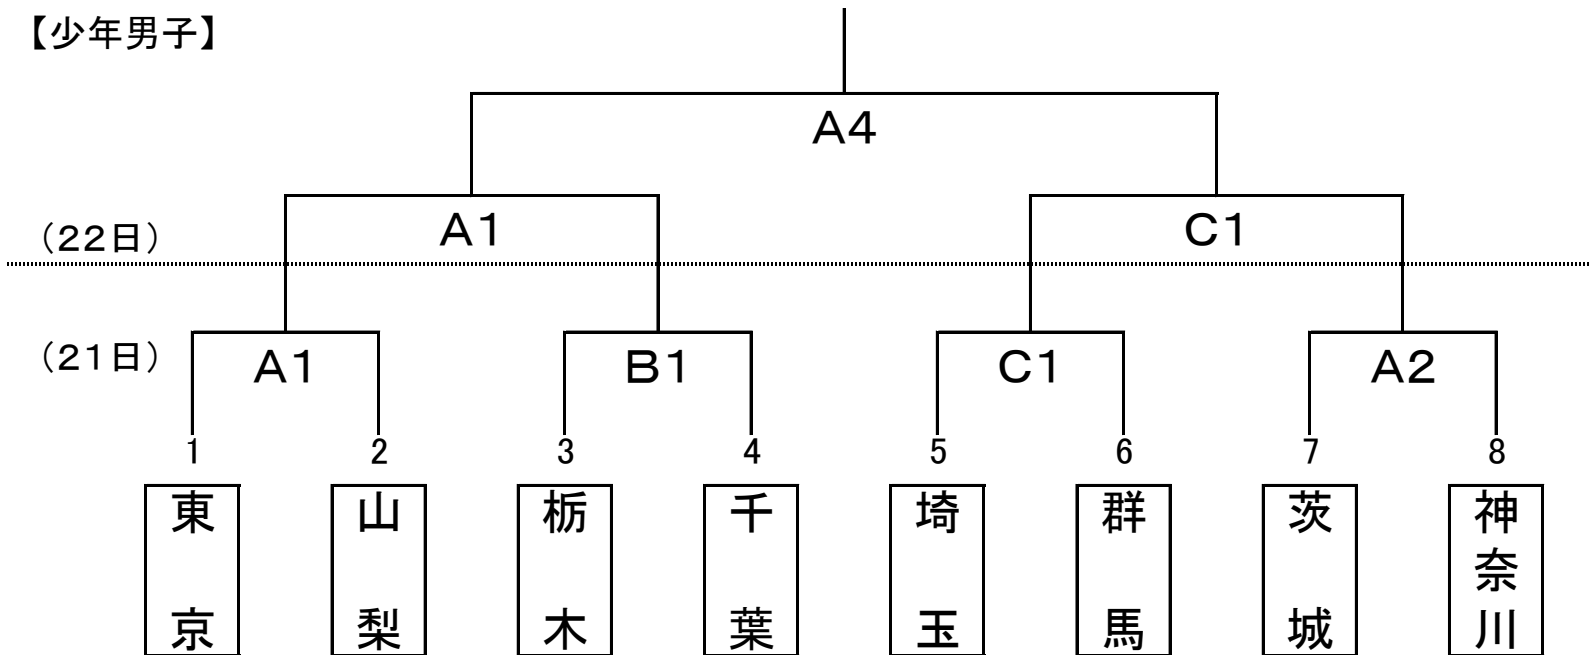 【少年男子】
A4
（22日）
A1
C1
（21日）
A1
B1
C1
A2
1
2
3
4
5
6
7
8
東京
山梨
栃木
千葉
埼玉
群馬
茨城
神奈川